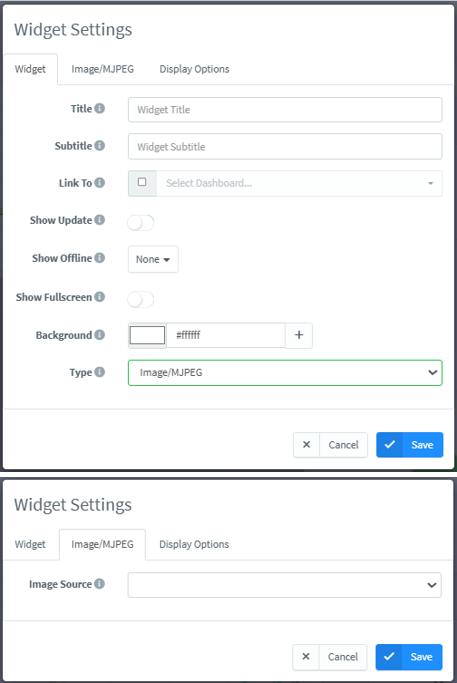 Widget Settings
Widget Image/MJPEG Display Options
Title Widget Title
Subtitle Widget Subtitle
Link To Select Dashboard...
Show Update
Show Offline None
Show Fullscreen
Background #ffffff +
Type Image/MJPEG
Cancel Save
Widget Settings
Widget Image/MJPEG Display Options
Image Source
Cancel Save